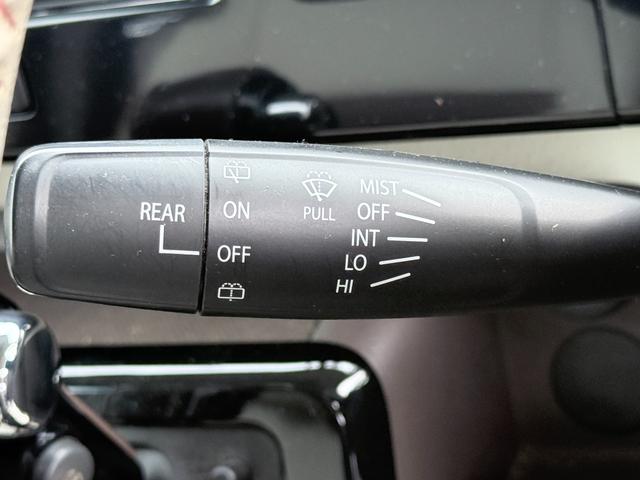 REAR
ON
OFF
PULL
MIST
OFF
INT
LO
HI